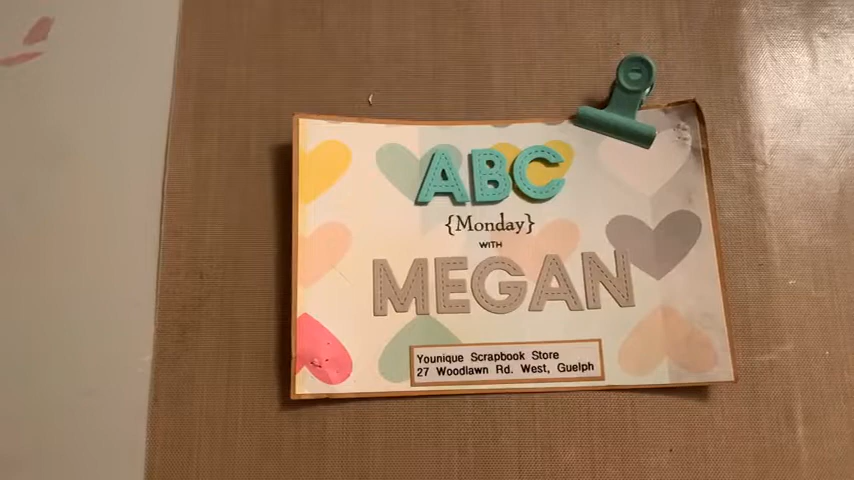 ABC
{Monday}
WITH
MEGAN
Younique Scrapbook Store
27 Woodlawn Rd. West, Guelph